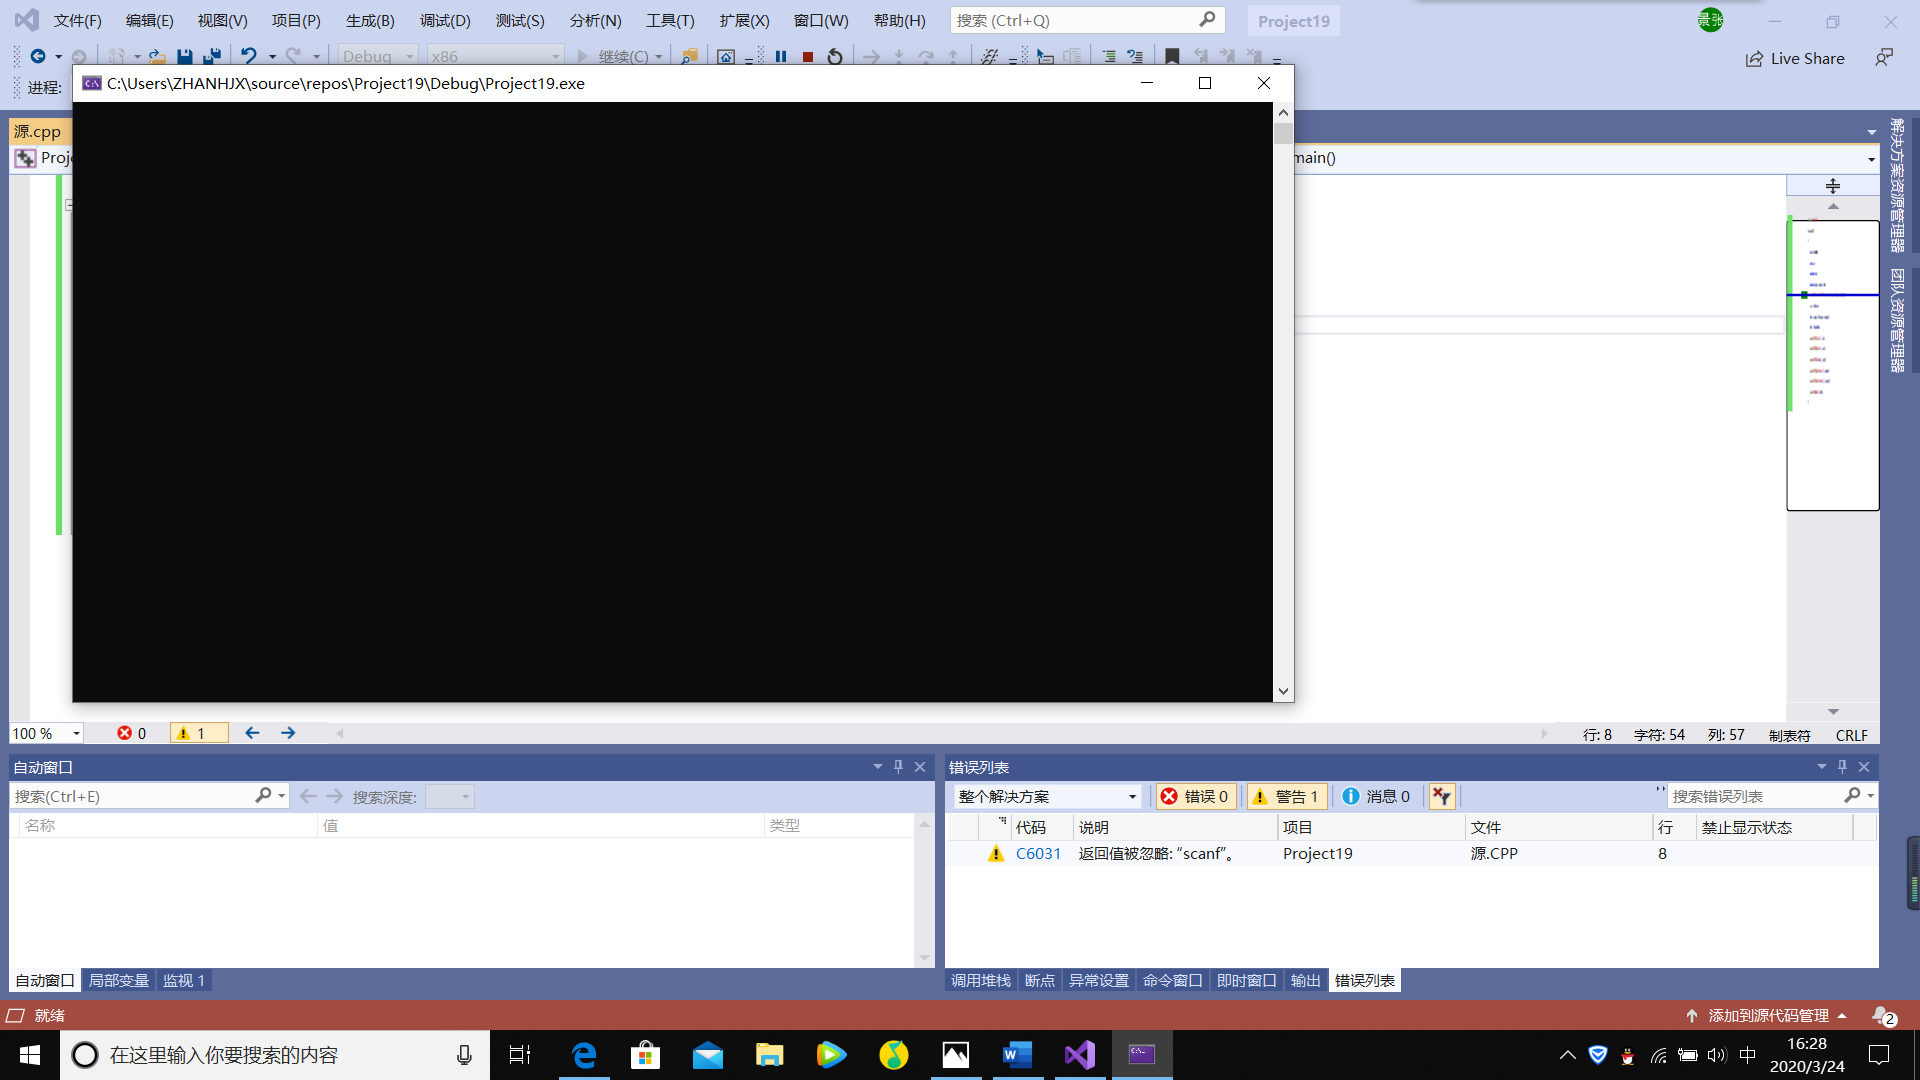 文件(F) 编辑(E) 视图(V) 项目(P) 生成(B) 调试(D) 测试(S) 分析(N) 工具(T) 扩展(X) 窗口(W) 帮助(H) 搜索 (Ctrl+Q) Project19 景张
Debug x86 继续(C) Live Share
进程:
C:\Users\ZHANHJX\source\repos\Project19\Debug\Project19.exe
源.cpp
Proje
main()
解决方案资源管理器
团队资源管理器
100 % 0 1 行: 8 字符: 54 列: 57 制表符 CRLF
自动窗口
搜索(Ctrl+E) 搜索深度:
名称 值 类型
自动窗口 局部变量 监视 1
错误列表
整个解决方案 错误 0 警告 1 消息 0 搜索错误列表
代码 说明 项目 文件 行 禁止显示状态
C6031 返回值被忽略: “scanf”。 Project19 源.CPP 8
调用堆栈 断点 异常设置 命令窗口 即时窗口 输出 错误列表
就绪 添加到源代码管理 2
在这里输入你要搜索的内容 中 16:28
2020/3/24